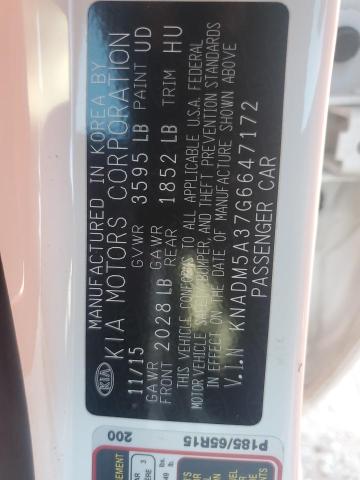 MANUFACTURED IN KOREA BY
KIA KIA MOTORS CORPORATION
11/15 GVWR 3595 LB PAINT UD
GAWR FRONT 2028 LB GAWR REAR 1852 LB TRIM HU
THIS VEHICLE CONFORMS TO ALL APPLICABLE U.S.A. FEDERAL
MOTOR VEHICLE SAFETY, BUMPER, AND THEFT PREVENTION STANDARDS
IN EFFECT ON THE DATE OF MANUFACTURE SHOWN ABOVE
V.I.N KNADM5A37G6647172
PASSENGER CAR
P185/65R15
200